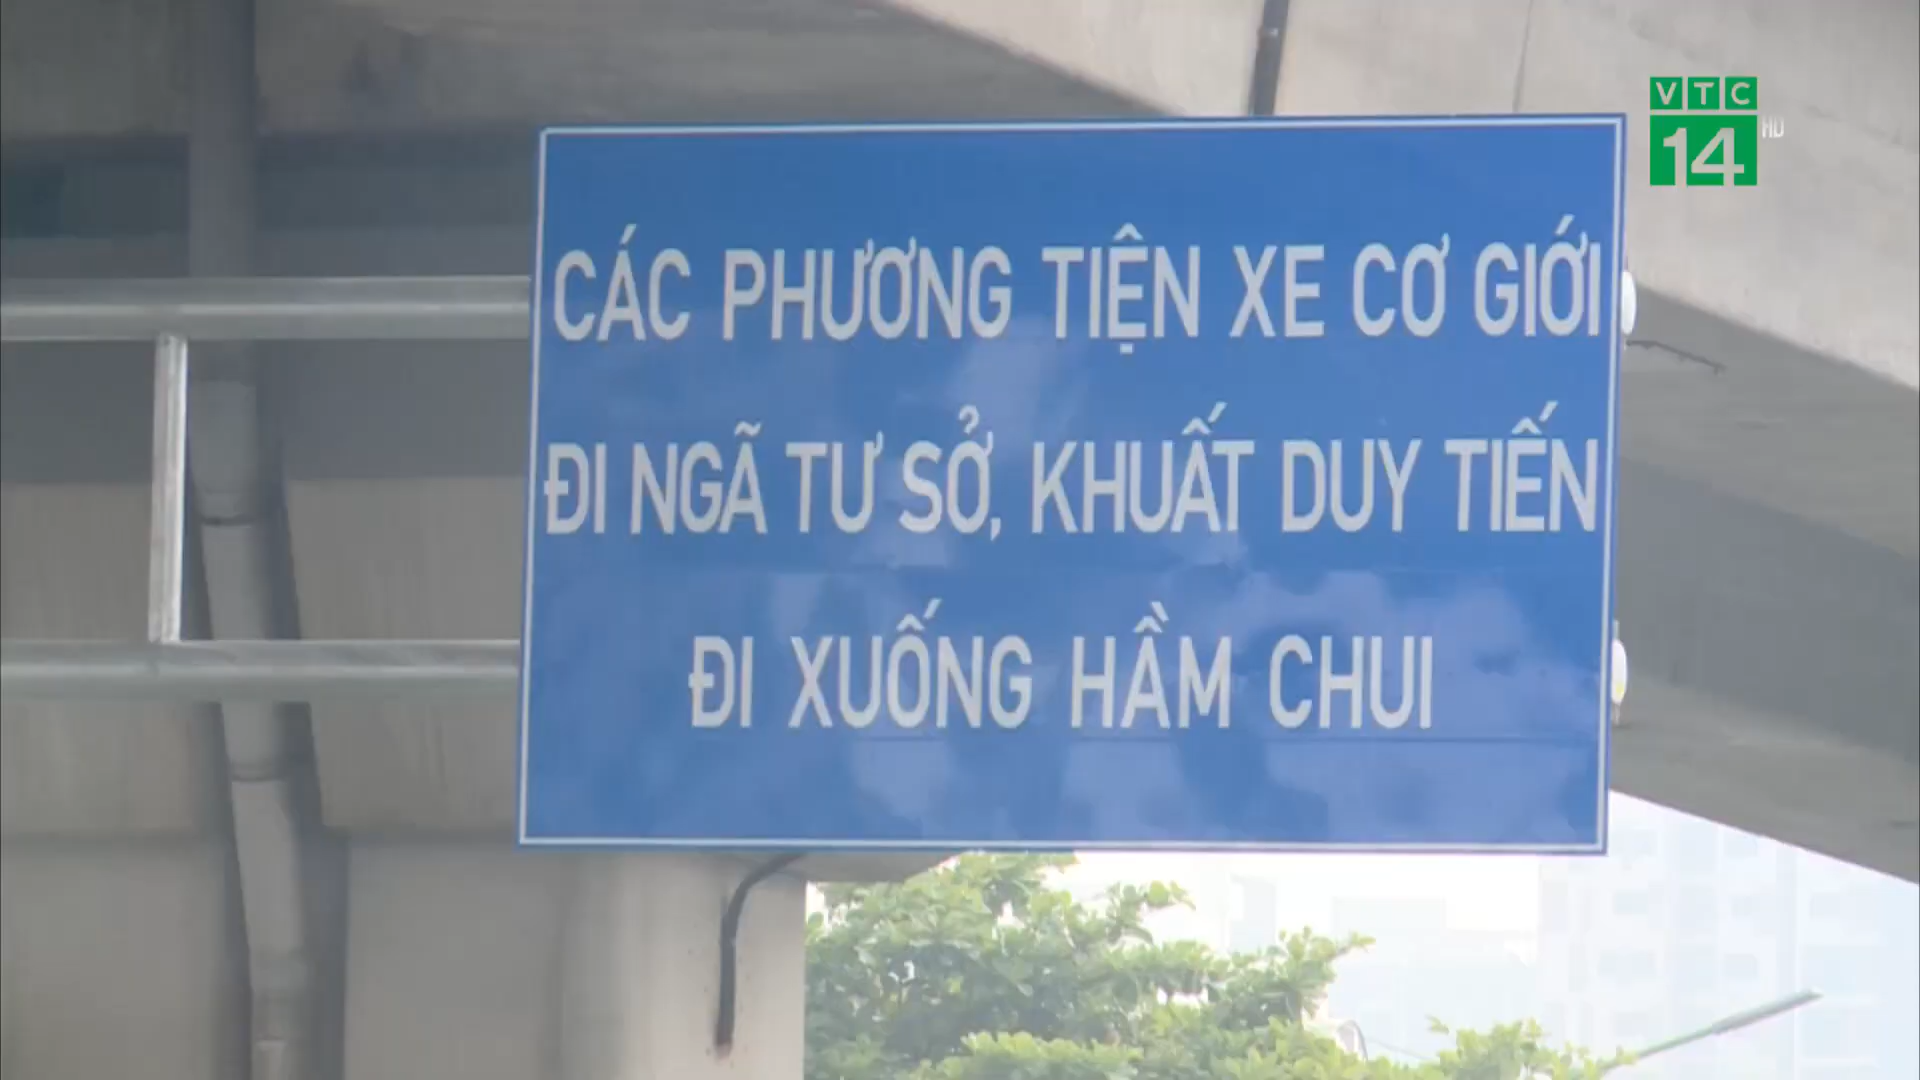 VTC
14 HD
CÁC PHƯƠNG TIỆN XE CƠ GIỚI
ĐI NGÃ TƯ SỞ, KHUẤT DUY TIẾN
ĐI XUỐNG HẦM CHUI